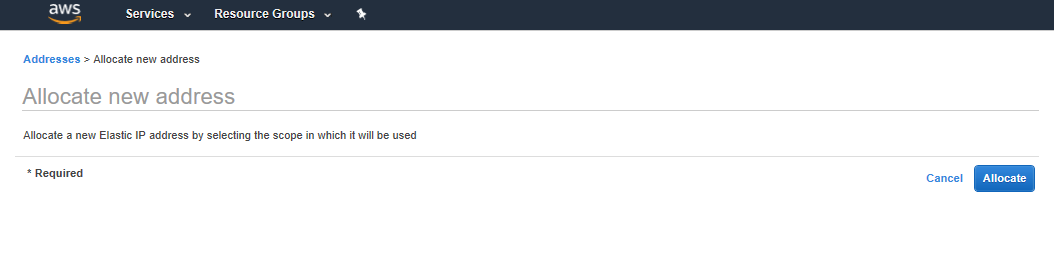 aws Services Resource Groups
Addresses > Allocate new address
Allocate new address
Allocate a new Elastic IP address by selecting the scope in which it will be used
* Required
Cancel Allocate